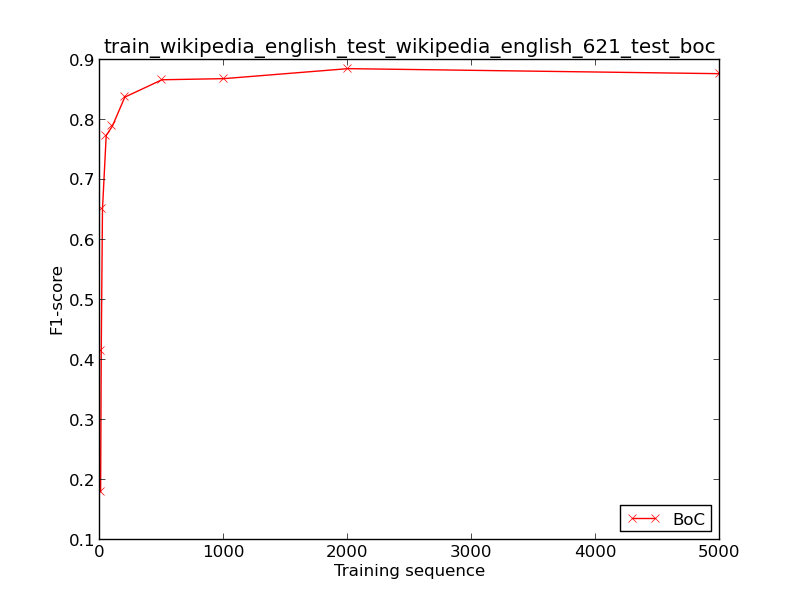 train_wikipedia_english_test_wikipedia_english_621_test_boc
0.9
0.8
0.7
0.6
0.5
0.4
0.3
0.2
0.1
F1-score
BoC
0 1000 2000 3000 4000 5000
Training sequence